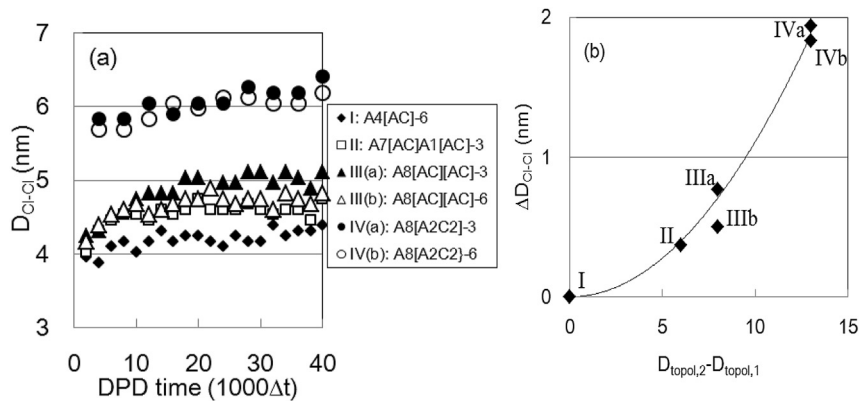 (a)
7
6
5
4
3
D_Cl-Cl (nm)
0 10 20 30 40
DPD time (1000Δt)
I: A4[AC]-6
II: A7[AC]A1[AC]-3
III(a): A8[AC][AC]-3
III(b): A8[AC][AC]-6
IV(a): A8[A2C2]-3
IV(b): A8[A2C2}-6
(b)
2
1
0
ΔD_Cl-Cl (nm)
IVa
IVb
IIIa
IIIb
II
I
0 5 10 15
D_topol,2-D_topol,1